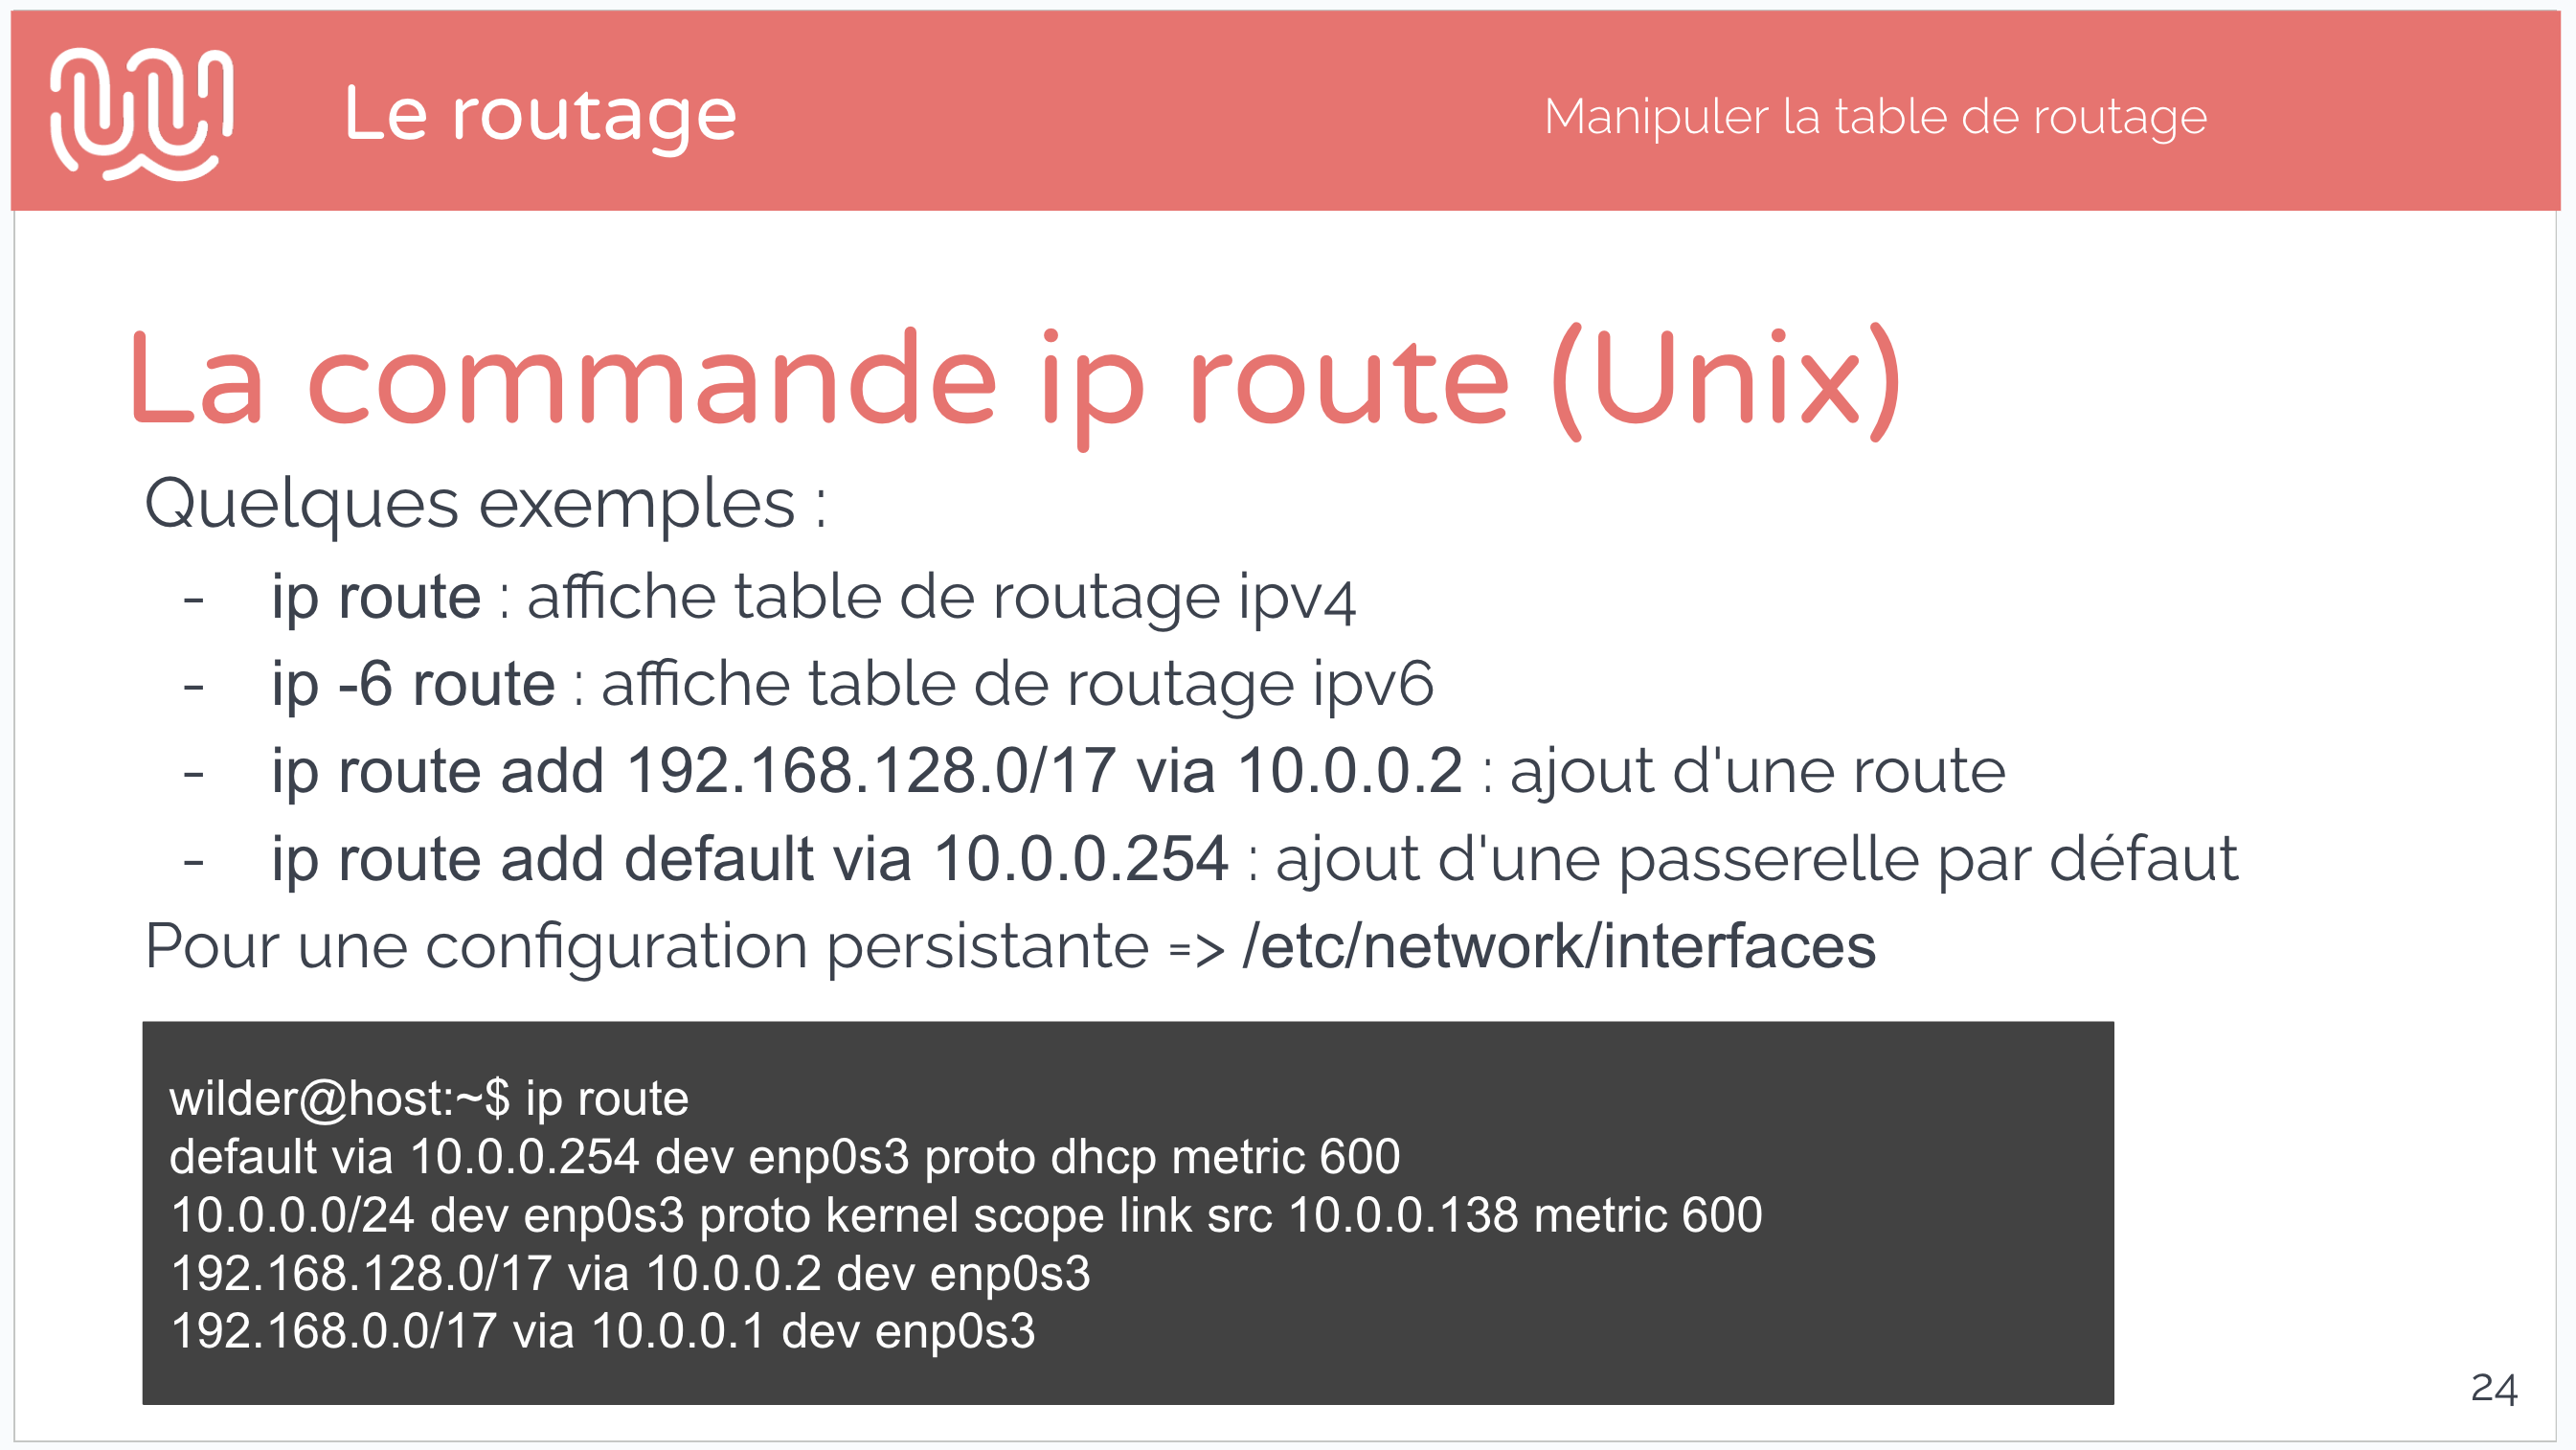 Le routage
Manipuler la table de routage
La commande ip route (Unix)
Quelques exemples :
- ip route : affiche table de routage ipv4
- ip -6 route : affiche table de routage ipv6
- ip route add 192.168.128.0/17 via 10.0.0.2 : ajout d'une route
- ip route add default via 10.0.0.254 : ajout d'une passerelle par défaut
Pour une configuration persistante => /etc/network/interfaces
wilder@host:~$ ip route
default via 10.0.0.254 dev enp0s3 proto dhcp metric 600
10.0.0.0/24 dev enp0s3 proto kernel scope link src 10.0.0.138 metric 600
192.168.128.0/17 via 10.0.0.2 dev enp0s3
192.168.0.0/17 via 10.0.0.1 dev enp0s3
24